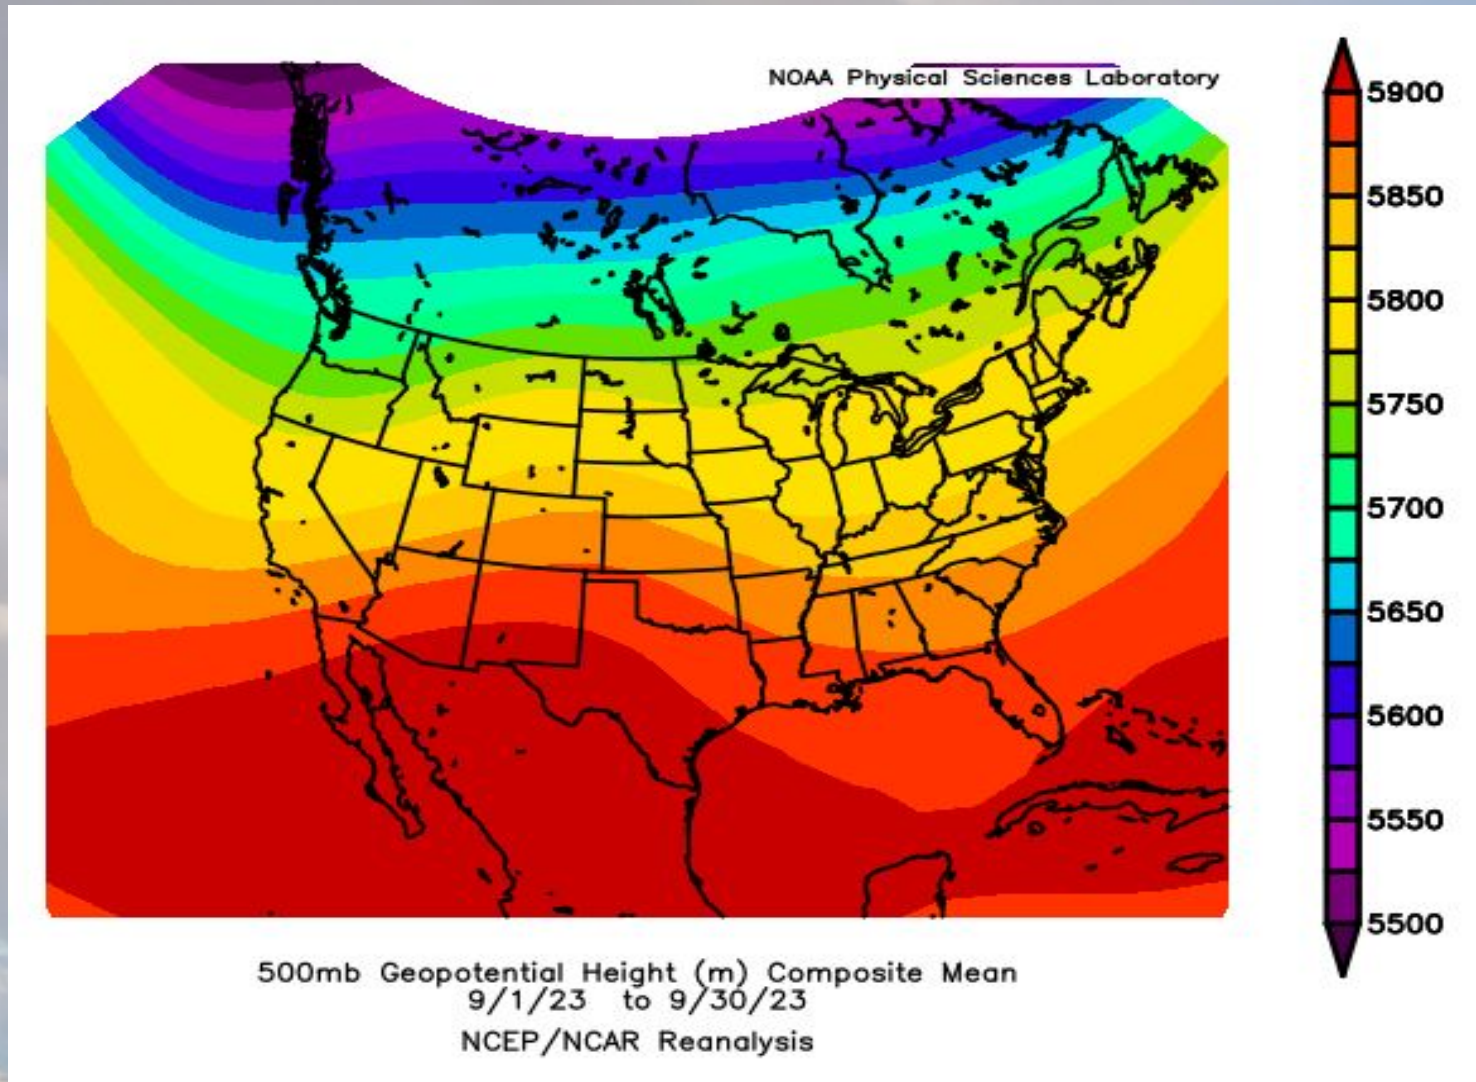 NOAA Physical Sciences Laboratory
5900
5850
5800
5750
5700
5650
5600
5550
5500
500mb Geopotential Height (m) Composite Mean
9/1/23 to 9/30/23
NCEP/NCAR Reanalysis